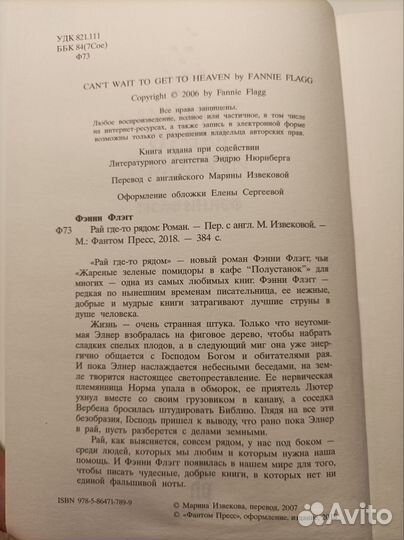 УДК 821.111
ББК 84(7Сое)
Ф73
CAN'T WAIT TO GET TO HEAVEN by FANNIE FLAGG
Copyright © 2006 by Fannie Flagg
Все права защищены.
Любое воспроизведение, полное или частичное, в том числе
на интернет-ресурсах, а также запись в электронной форме
возможны только с разрешения владельца авторских прав.
Книга издана при содействии
Литературного агентства Эндрю Нюрнберга
Перевод с английского Марины Извековой
Оформление обложки Елены Сергеевой
Фэнни Флэгг
Ф73 Рай где-то рядом: Роман. — Пер. с англ. М. Извековой. —
М.: Фантом Пресс, 2018. — 384 с.
«Рай где-то рядом» — новый роман Фэнни Флэгг, чьи
«Жареные зеленые помидоры в кафе "Полустанок"» для
многих — одна из самых любимых книг. Фэнни Флэгг —
редкая по нынешним временам писательница, ее нежные,
добрые и мудрые книги затрагивают лучшие струны в
душе человека.
Жизнь — очень странная штука. Только что неутоми-
мая Элнер взобралась на фиговое дерево, чтобы набрать
сладких спелых плодов, а в следующий миг она уже энер-
гично общается с Господом Богом и обитателями рая.
И пока Элнер наслаждается небесными беседами, на зем-
ле творится настоящее светопреставление. Ее нервическая
племянница Норма упала в обморок, ее приятель Лютер
ухнул вместе со своим грузовиком в канаву, а соседка
Вербена бросилась штудировать Библию. Глядя на все эти
безобразия, Господь пришел к выводу, что рано пока Элнер
в рай, пусть разберется с делами земными.
Рай, как выясняется, совсем рядом, у нас под боком —
среди людей, которых мы любим и которым нужна наша
помощь. И Фэнни Флэгг появилась в нашем мире для того,
чтобы писать чудесные, добрые книги, в которых нет ни
единой фальшивой ноты.
ISBN 978-5-86471-789-9
© Марина Извекова, перевод, 2007
© «Фантом Пресс», оформление, издание,
Avito